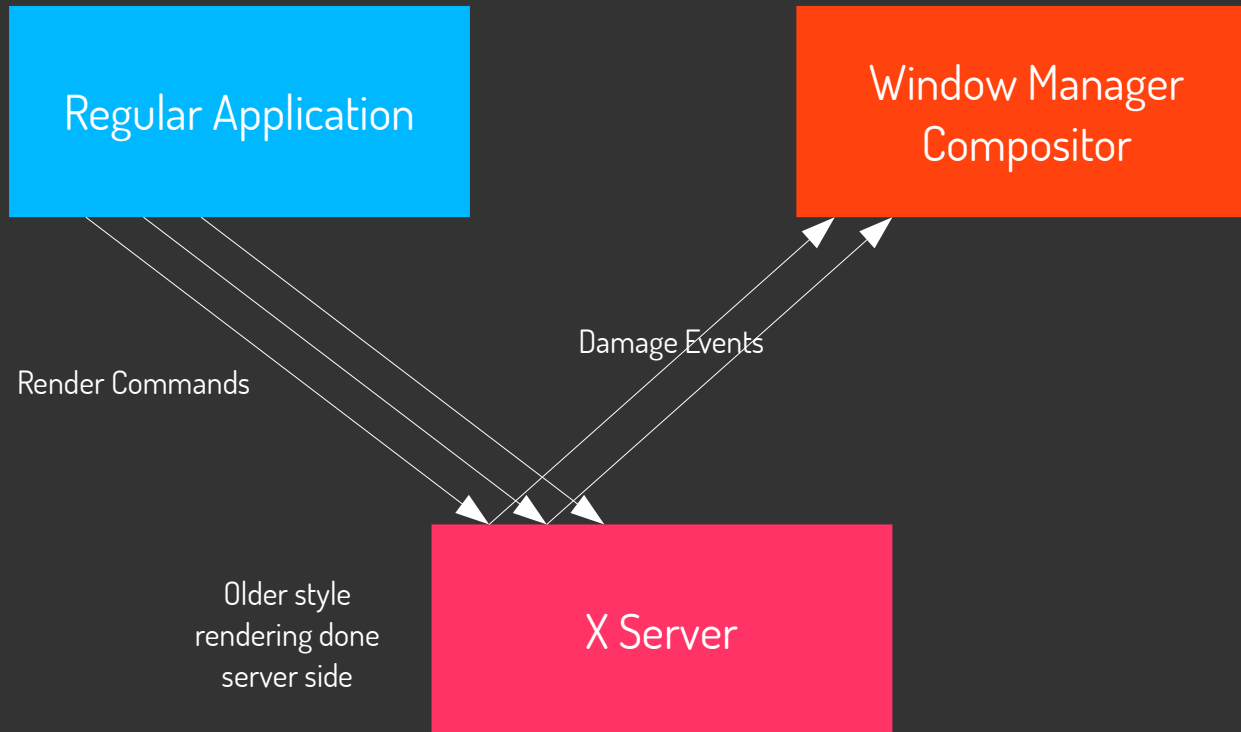 Regular Application
Window Manager
Compositor
Damage Events
Render Commands
Older style
rendering done
server side
X Server